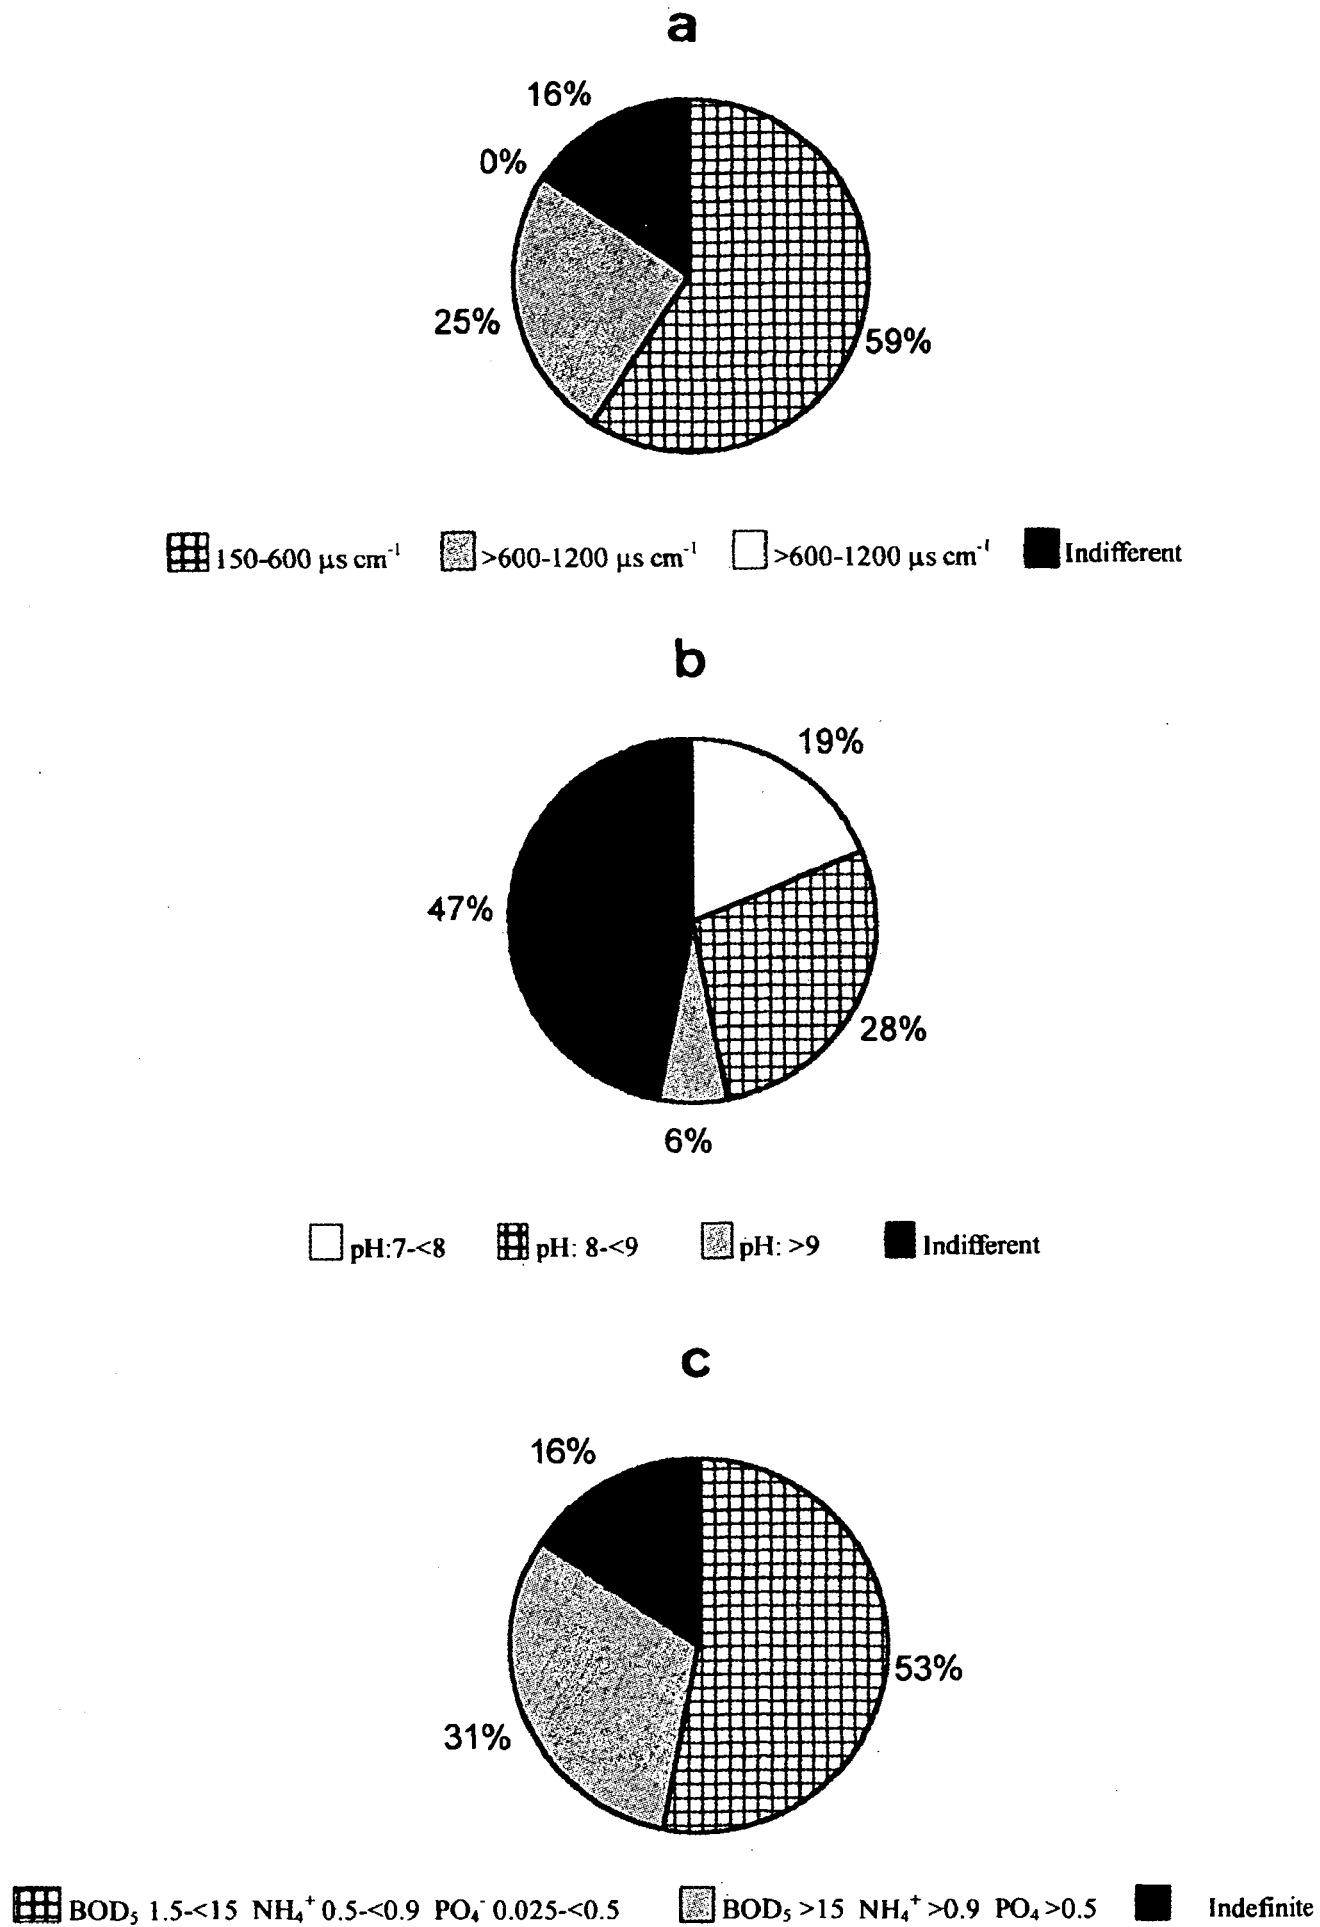 a
16%
0%
25%
59%
150-600 µs cm⁻¹ >600-1200 µs cm⁻¹ >600-1200 µs cm⁻¹ Indifferent
b
19%
47%
28%
6%
pH:7-<8 pH: 8-<9 pH: >9 Indifferent
c
16%
53%
31%
BOD₅ 1.5-<15 NH₄⁺ 0.5-<0.9 PO₄⁻ 0.025-<0.5 BOD₅ >15 NH₄⁺ >0.9 PO₄ >0.5 Indefinite